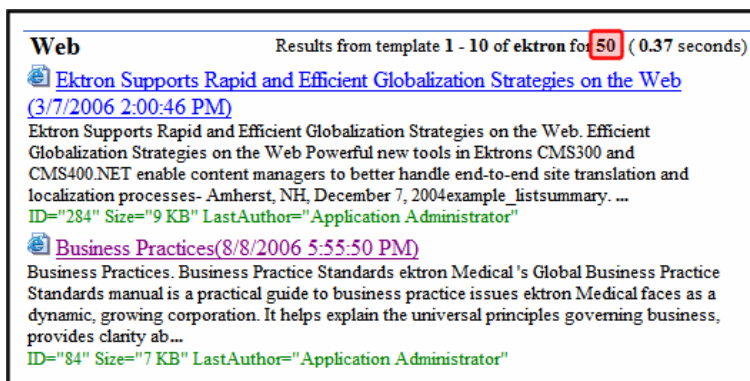 Web Results from template 1 - 10 of ektron for 50 ( 0.37 seconds)
Ektron Supports Rapid and Efficient Globalization Strategies on the Web
(3/7/2006 2:00:46 PM)
Ektron Supports Rapid and Efficient Globalization Strategies on the Web. Efficient
Globalization Strategies on the Web Powerful new tools in Ektrons CMS300 and
CMS400.NET enable content managers to better handle end-to-end site translation and
localization processes- Amherst, NH, December 7, 2004example_listsummary. ...
ID="284" Size="9 KB" LastAuthor="Application Administrator"
Business Practices(8/8/2006 5:55:50 PM)
Business Practices. Business Practice Standards ektron Medical 's Global Business Practice
Standards manual is a practical guide to business practice issues ektron Medical faces as a
dynamic, growing corporation. It helps explain the universal principles governing business,
provides clarity ab...
ID="84" Size="7 KB" LastAuthor="Application Administrator"